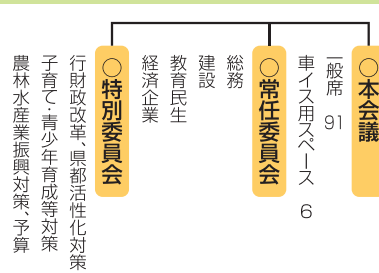 ○本会議
一般席 91
車イス用スペース 6
○常任委員会
総務
建設
教育民生
経済企業
○特別委員会
行財政改革、県都活性化対策
子育て・青少年育成等対策
農林水産業振興対策、予算